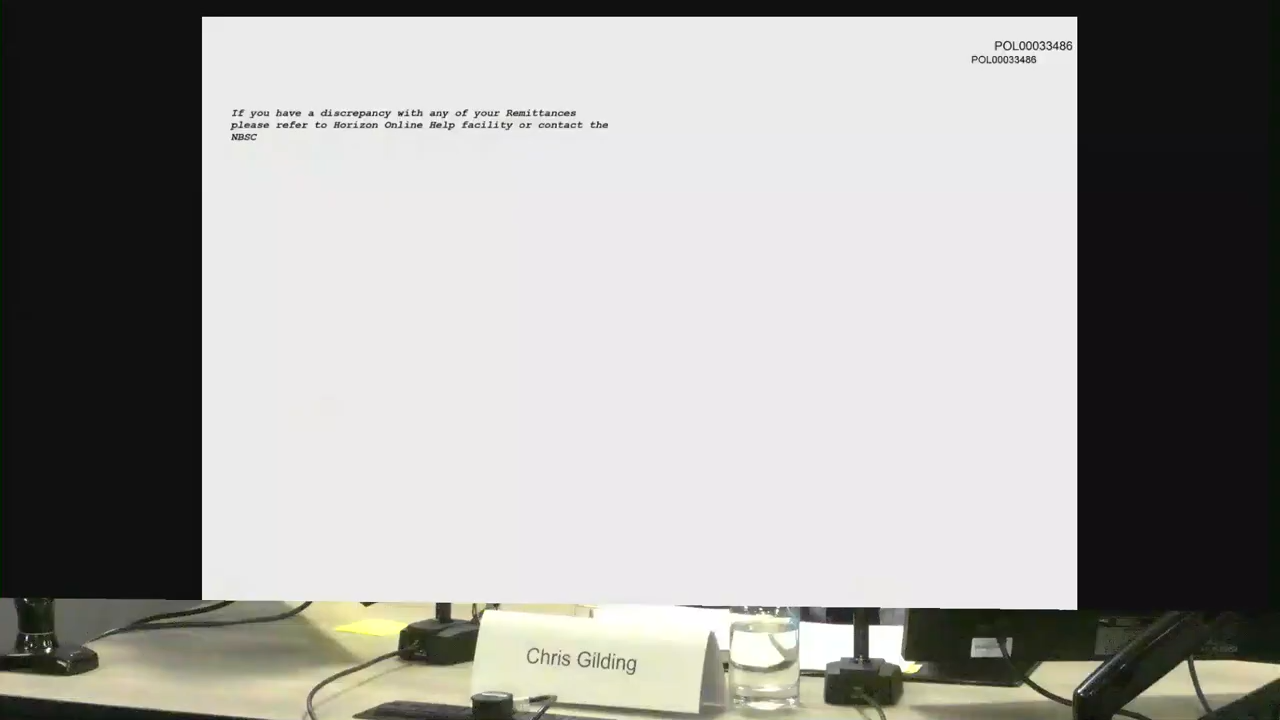 POL00033486
POL00033486
If you have a discrepancy with any of your Remittances
please refer to Horizon Online Help facility or contact the
NBSC
Chris Gilding